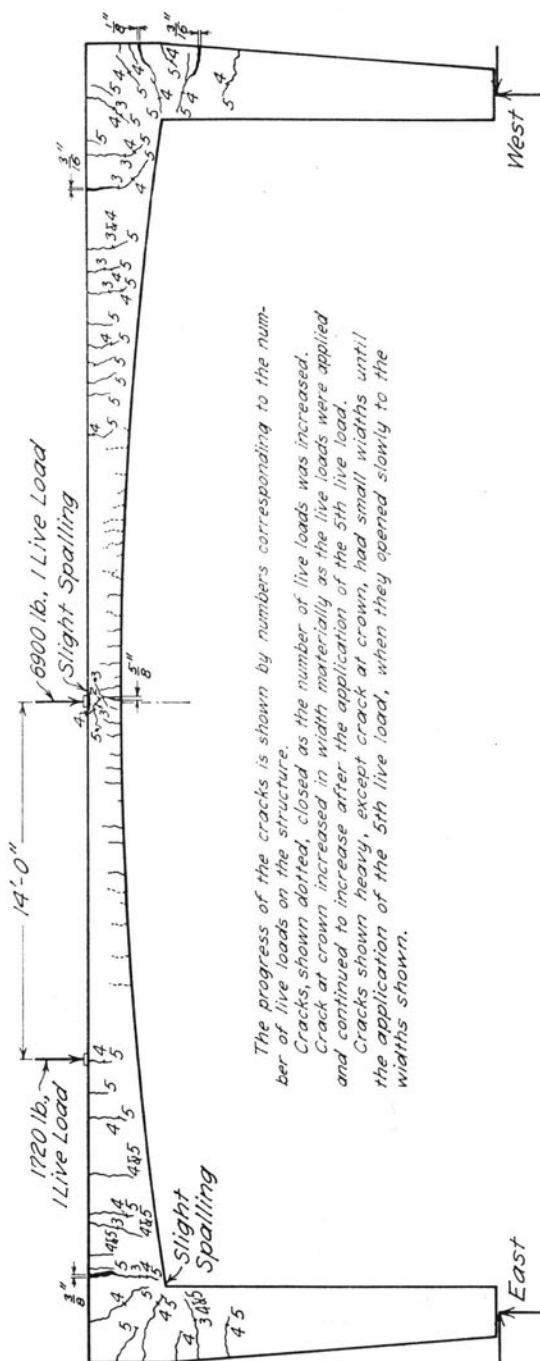 14'-0"
1720 lb.,
1 Live Load
6900 lb., 1 Live Load
Slight Spalling
3/8"
5/8"
3/16"
1/8"
3/16"
Slight
Spalling
The progress of the cracks is shown by numbers corresponding to the num-
ber of live loads on the structure.
Cracks, shown dotted, closed as the number of live loads was increased.
Crack at crown increased in width materially as the live loads were applied
and continued to increase after the application of the 5th live load.
Cracks shown heavy, except crack at crown, had small widths until
the application of the 5th live load, when they opened slowly to the
widths shown.
East
West